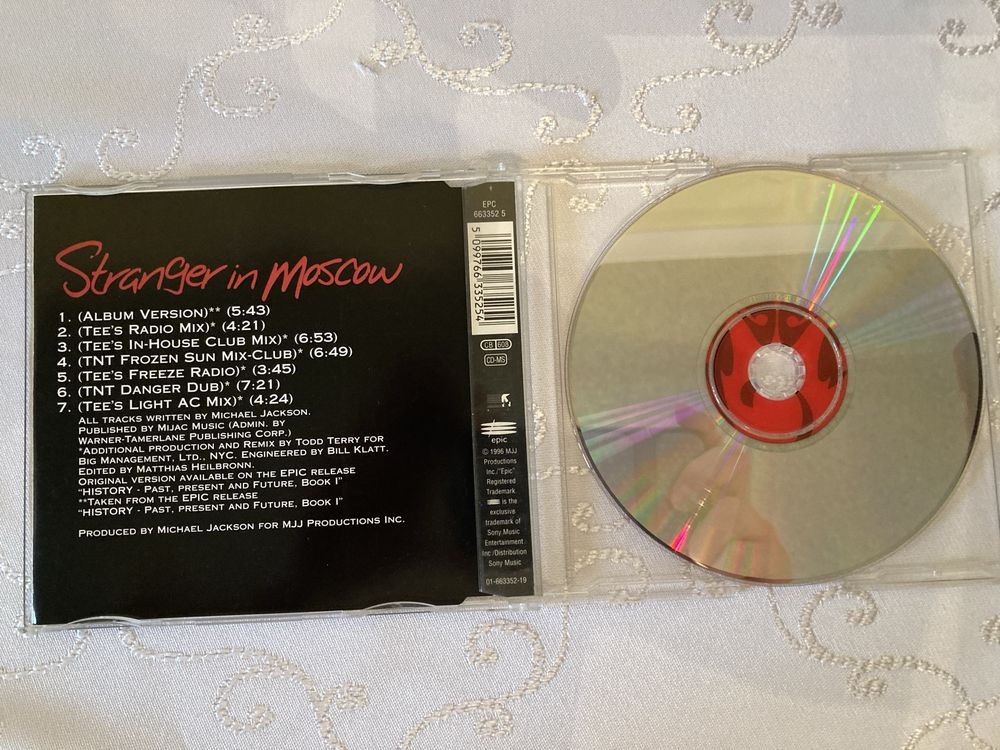 Stranger in Moscow
1. (Album Version)** (5:43)
2. (Tee's Radio Mix)* (4:21)
3. (Tee's In-House Club Mix)* (6:53)
4. (TNT Frozen Sun Mix-Club)* (6:49)
5. (Tee's Freeze Radio)* (3:45)
6. (TNT Danger Dub)* (7:21)
7. (Tee's Light AC Mix)* (4:24)
All tracks written by Michael Jackson.
Published by Mijac Music (Admin. by
Warner-Tamerlane Publishing Corp.)
*Additional production and Remix by Todd Terry for
Big Management, Ltd., NYC. Engineered by Bill Klatt.
Edited by Matthias Heilbronn.
Original version available on the EPIC release
"HIStory - Past, present and Future, Book I"
**Taken from the EPIC release
"HIStory - Past, present and Future, Book I"
Produced by Michael Jackson for MJJ Productions Inc.
EPC
663352 5
5 099766 335254
CB 608
CD-MS
epic
© 1996 MJJ
Productions
Inc./"Epic"
Registered
Trademark.
is the
exclusive
trademark of
Sony Music
Entertainment
Inc./Distribution
Sony Music
01-663352-19